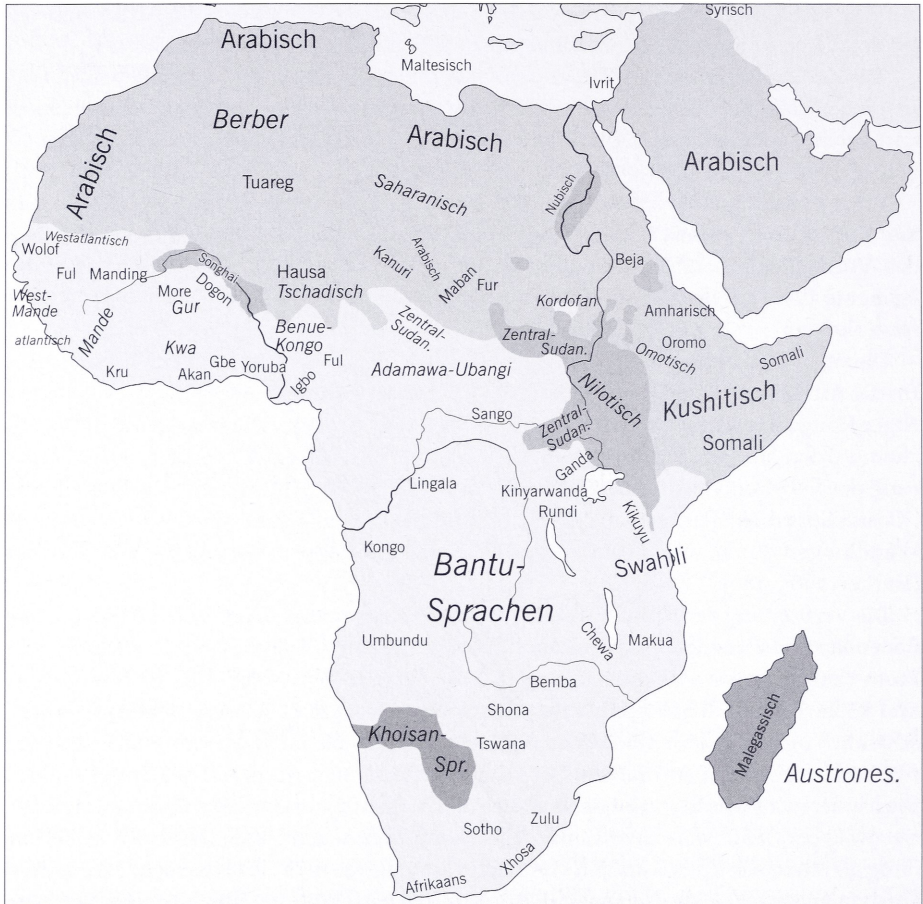 Syrisch
Arabisch
Maltesisch
Ivrit
Berber
Arabisch
Arabisch
Arabisch
Tuareg
Saharanisch
Nubisch
Westatlantisch
Wolof
Songhai
Arabisch
Kanuri
Beja
Ful
Manding
Hausa
Tschadisch
Maban
Fur
Dogon
West-
Mande
More
Gur
Kordofan
Amharisch
Mande
Benue-
Kongo
Zentral-
Sudan.
Zentral-
Sudan.
Oromo
Omotisch
Somali
atlantisch
Kwa
Kru
Akan
Gbe
Yoruba
Igbo
Ful
Adamawa-Ubangi
Nilotisch
Kushitisch
Sango
Zentral-
Sudan.
Somali
Ganda
Lingala
Kinyarwanda
Rundi
Kikuyu
Kongo
Bantu-
Sprachen
Swahili
Umbundu
Chewa
Makua
Bemba
Shona
Khoisan-
Spr.
Tswana
Malegassisch
Austrones.
Sotho
Zulu
Xhosa
Afrikaans